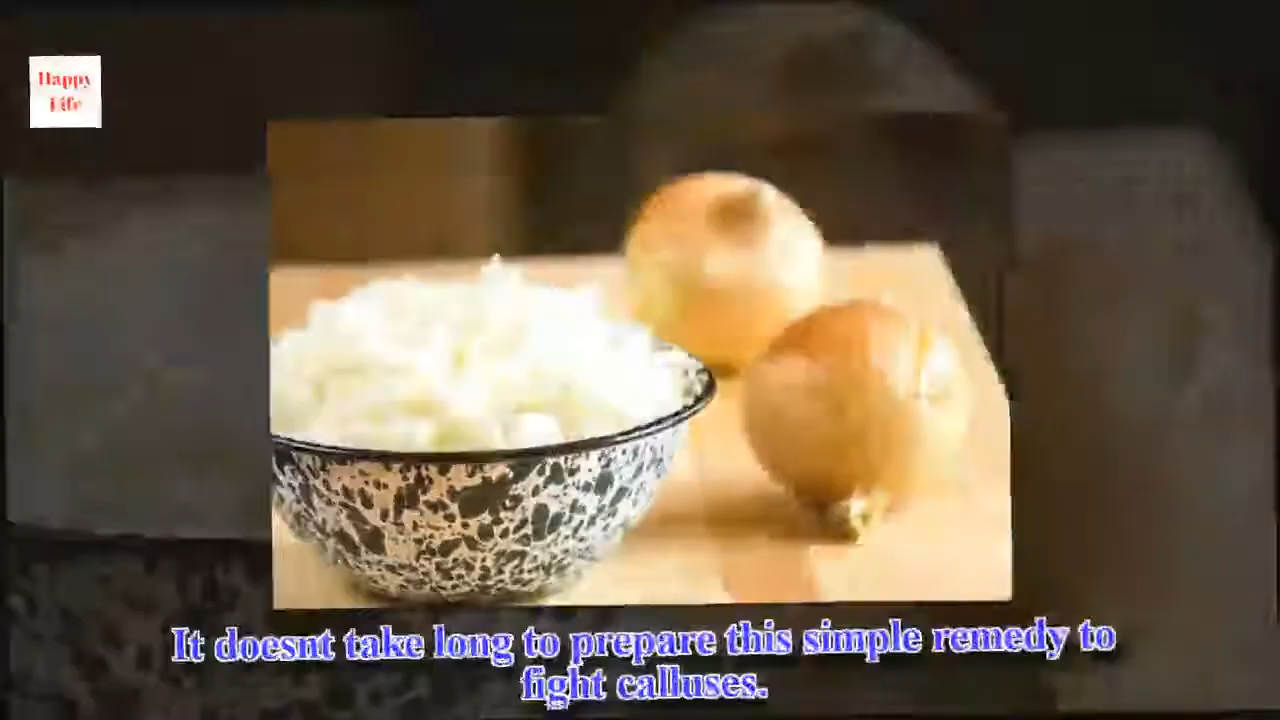 Happy
Life
It doesnt take long to prepare this simple remedy to
fight calluses.